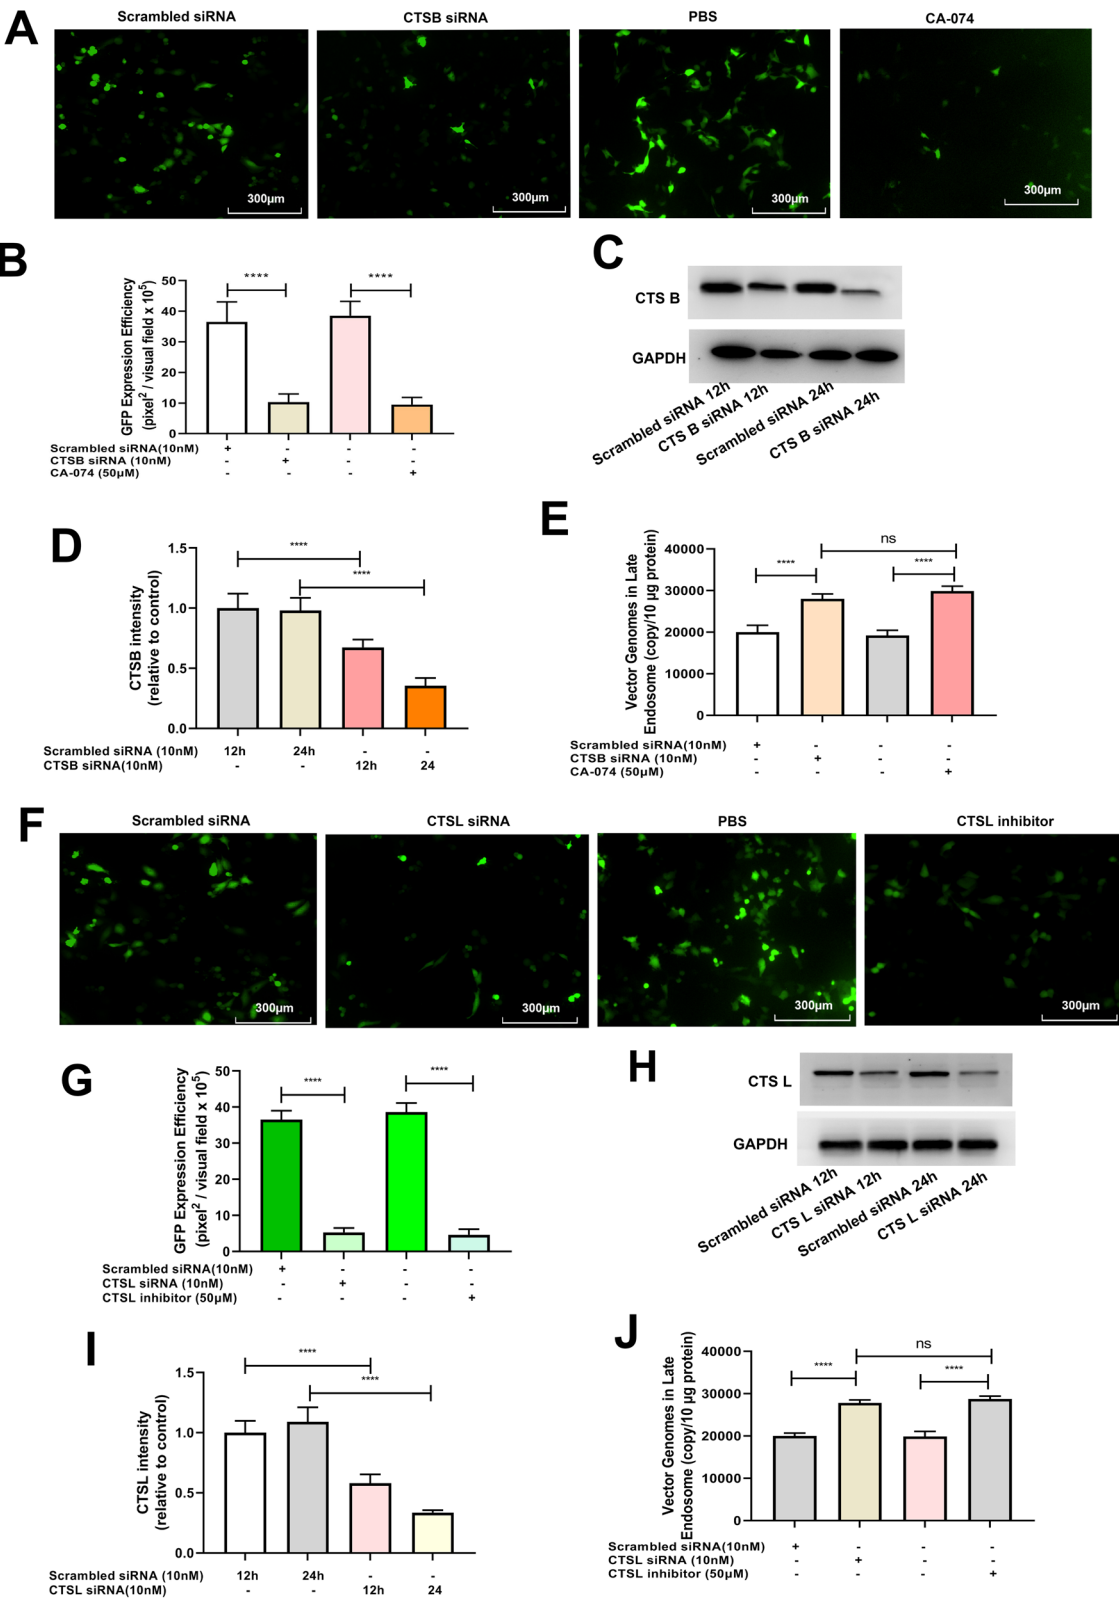 A
Scrambled siRNA
CTSB siRNA
PBS
CA-074
300µm
300µm
300µm
300µm
B
GFP Expression Efficiency
(pixel² / visual field x 10⁵)
50
40
30
20
10
0
****
****
Scrambled siRNA(10nM) + - - -
CTSB siRNA (10nM) - + - -
CA-074 (50µM) - - - +
C
CTS B
GAPDH
Scrambled siRNA 12h
CTS B siRNA 12h
Scrambled siRNA 24h
CTS B siRNA 24h
D
CTSB intensity
(relative to control)
1.5
1.0
0.5
0.0
****
****
Scrambled siRNA (10nM) 12h 24h - -
CTSB siRNA(10nM) - - 12h 24
E
Vector Genomes in Late
Endosome (copy/10 µg protein)
40000
30000
20000
10000
0
ns
****
****
Scrambled siRNA(10nM) + - - -
CTSB siRNA (10nM) - + - -
CA-074 (50µM) - - - +
F
Scrambled siRNA
CTSL siRNA
PBS
CTSL inhibitor
300µm
300µm
300µm
300µm
G
GFP Expression Efficiency
(pixel² / visual field x 10⁵)
50
40
30
20
10
0
****
****
Scrambled siRNA(10nM) + - - -
CTSL siRNA (10nM) - + - -
CTSL inhibitor (50µM) - - - +
H
CTS L
GAPDH
Scrambled siRNA 12h
CTS L siRNA 12h
Scrambled siRNA 24h
CTS L siRNA 24h
I
CTSL intensity
(relative to control)
1.5
1.0
0.5
0.0
****
****
Scrambled siRNA (10nM) 12h 24h - -
CTSL siRNA(10nM) - - 12h 24
J
Vector Genomes in Late
Endosome (copy/10 µg protein)
40000
30000
20000
10000
0
ns
****
****
Scrambled siRNA(10nM) + - - -
CTSL siRNA (10nM) - + - -
CTSL inhibitor (50µM) - - - +